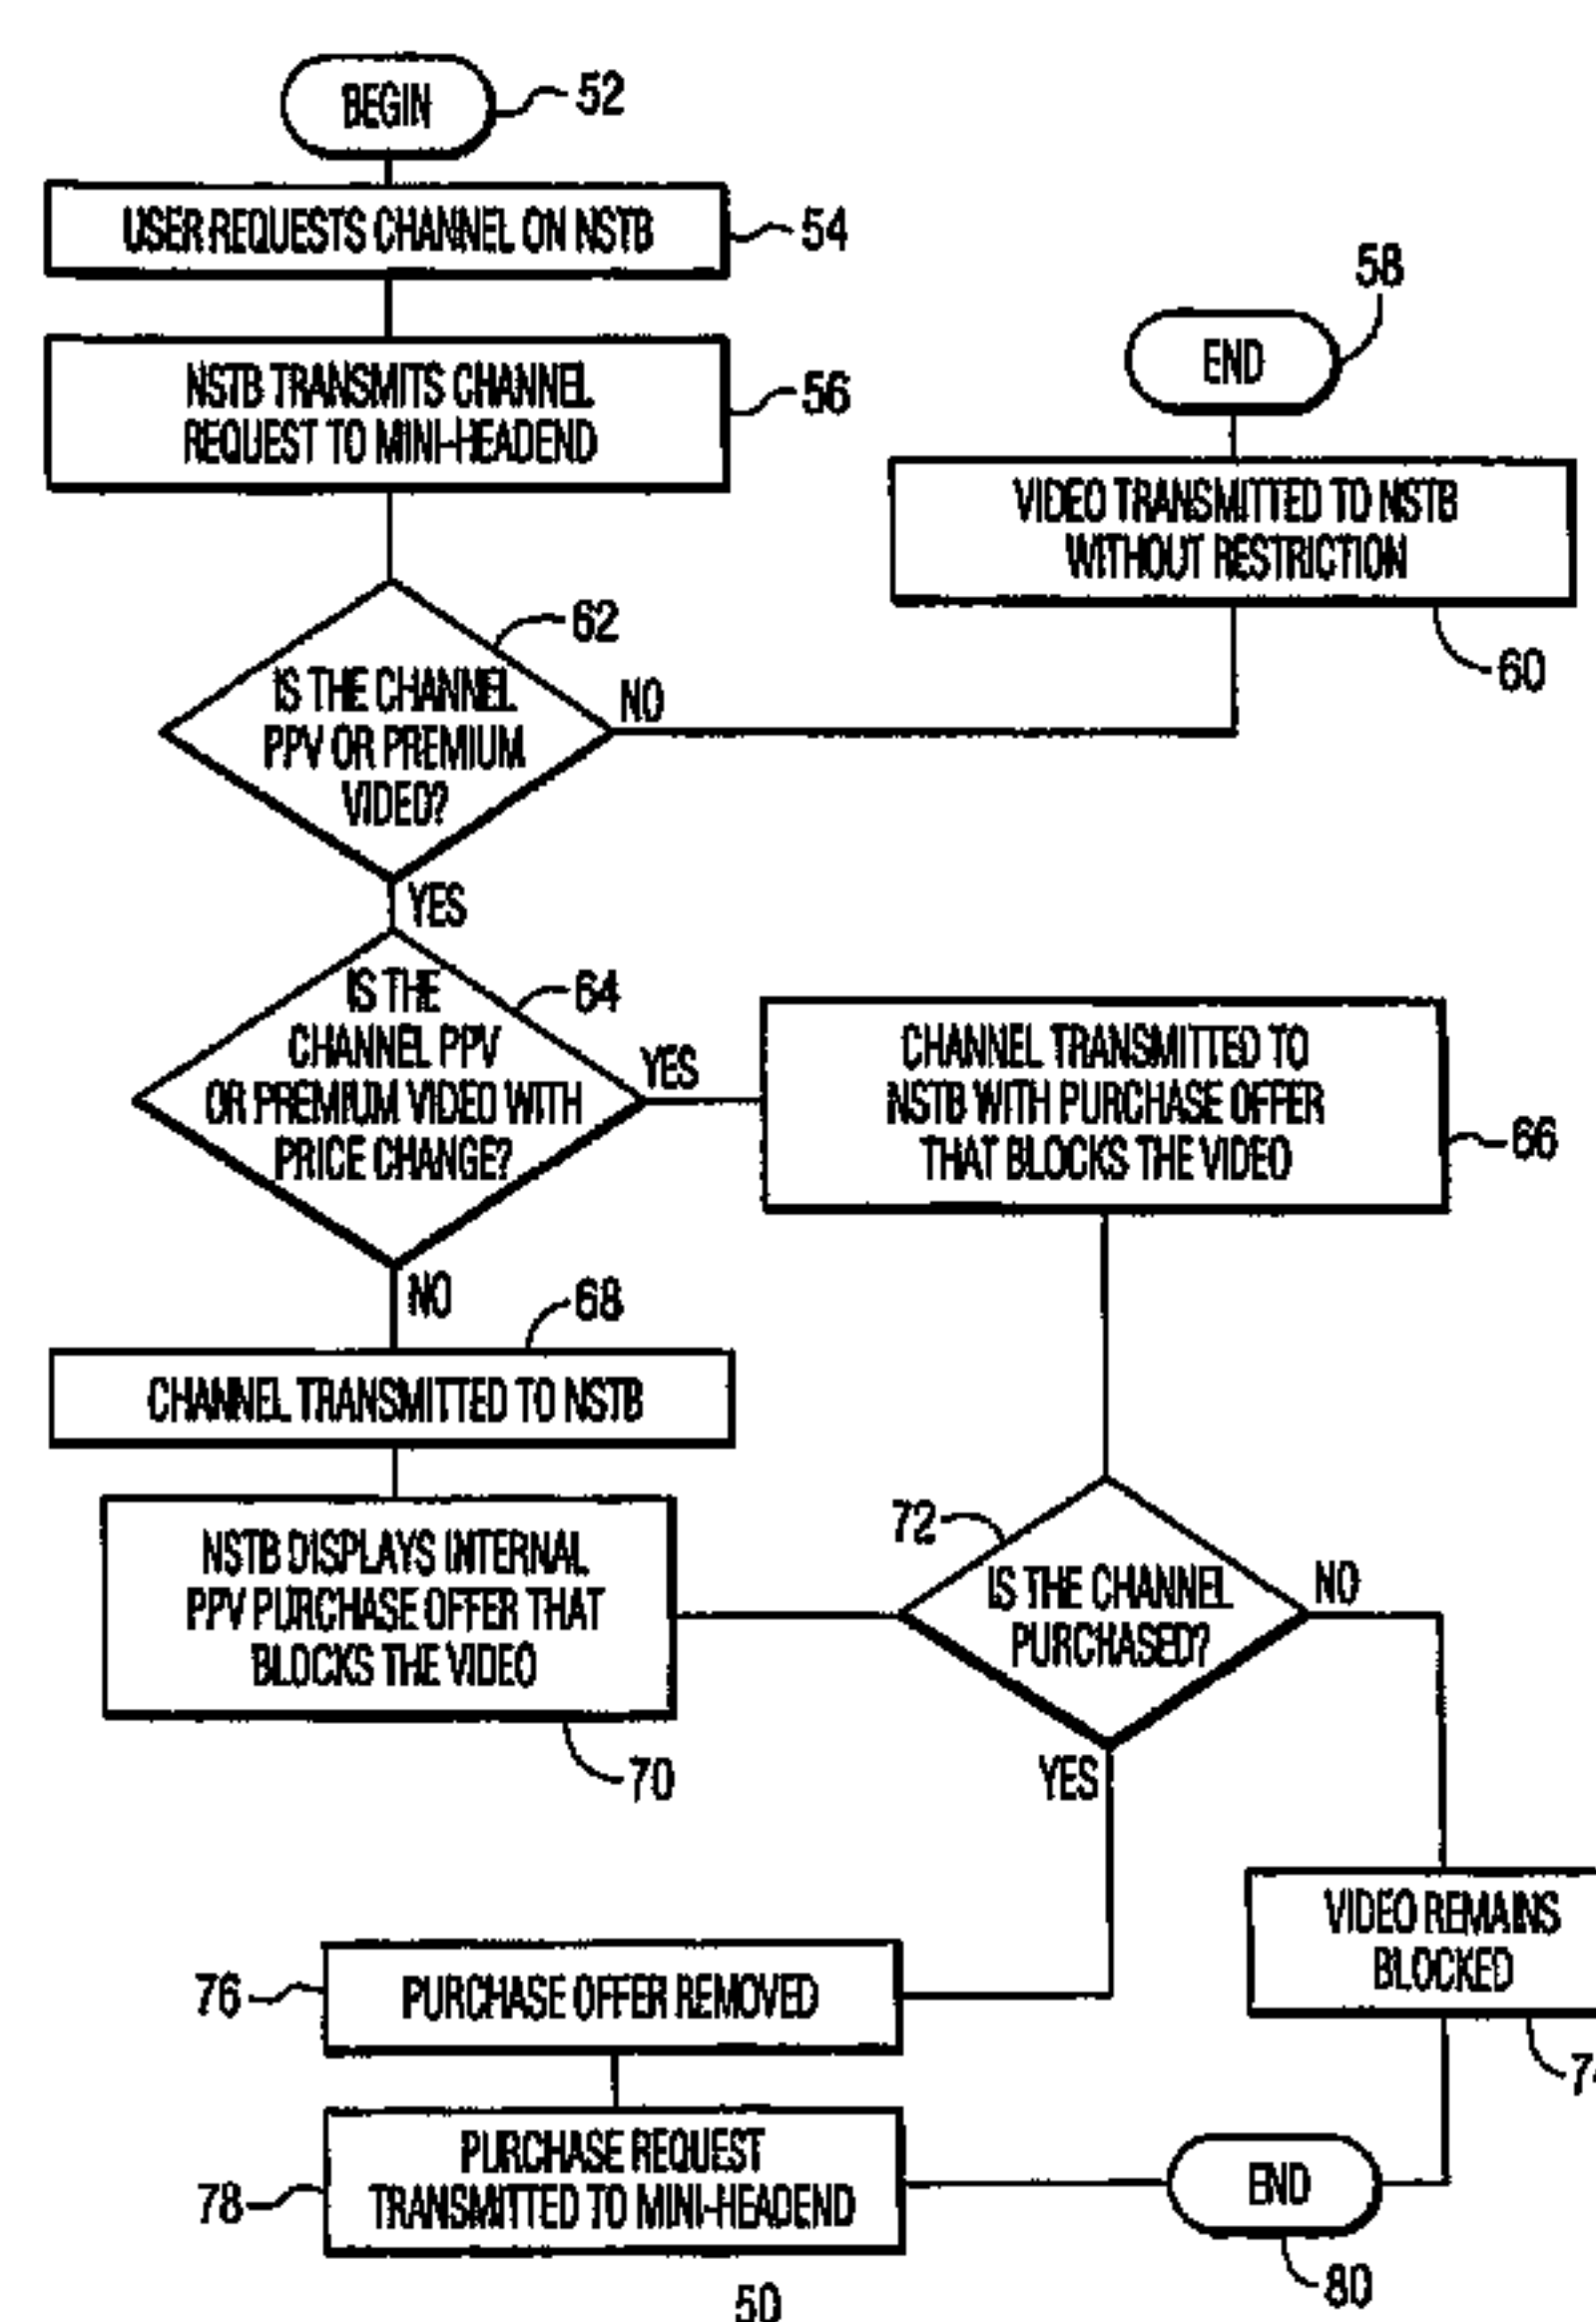 BEGIN
52
USER REQUESTS CHANNEL ON NSTB
54
NSTB TRANSMITS CHANNEL
REQUEST TO MINI-HEADEND
56
58
END
VIDEO TRANSMITTED TO NSTB
WITHOUT RESTRICTION
60
62
IS THE CHANNEL
PPV OR PREMIUM
VIDEO?
NO
YES
64
IS THE
CHANNEL PPV
OR PREMIUM VIDEO WITH
PRICE CHANGE?
YES
CHANNEL TRANSMITTED TO
NSTB WITH PURCHASE OFFER
THAT BLOCKS THE VIDEO
66
NO
68
CHANNEL TRANSMITTED TO NSTB
NSTB DISPLAYS INTERNAL
PPV PURCHASE OFFER THAT
BLOCKS THE VIDEO
70
72
IS THE CHANNEL
PURCHASED?
NO
YES
VIDEO REMAINS
BLOCKED
76
PURCHASE OFFER REMOVED
78
PURCHASE REQUEST
TRANSMITTED TO MINI-HEADEND
END
80
50